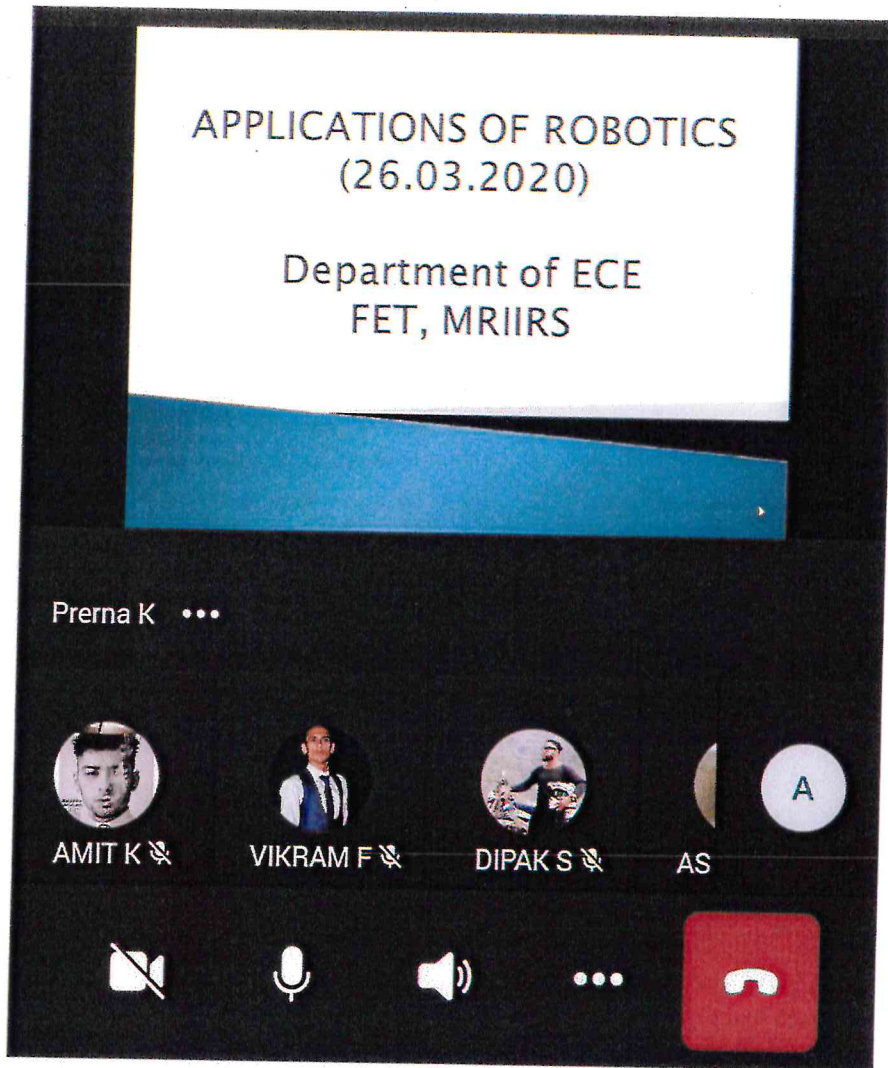 APPLICATIONS OF ROBOTICS
(26.03.2020)
Department of ECE
FET, MRIIRS
Prerna K
AMIT K
VIKRAM F
DIPAK S
AS
A